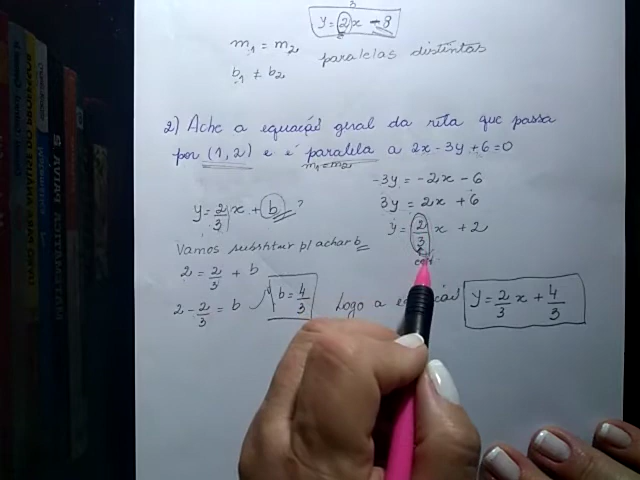 y = 2x - 8
m₁ = m₂ paralelas distintas
b₁ ≠ b₂
2) Ache a equação geral da reta que passa
por (1, 2) e é paralela a 2x - 3y + 6 = 0
m₁ = m₂
-3y = -2x - 6
3y = 2x + 6
y = 2/3 x + b ?
y = 2/3 x + 2
Vamos substituir p/ achar b
2 = 2/3 + b
2 - 2/3 = b
b = 4/3
Logo a
y = 2/3 x + 4/3